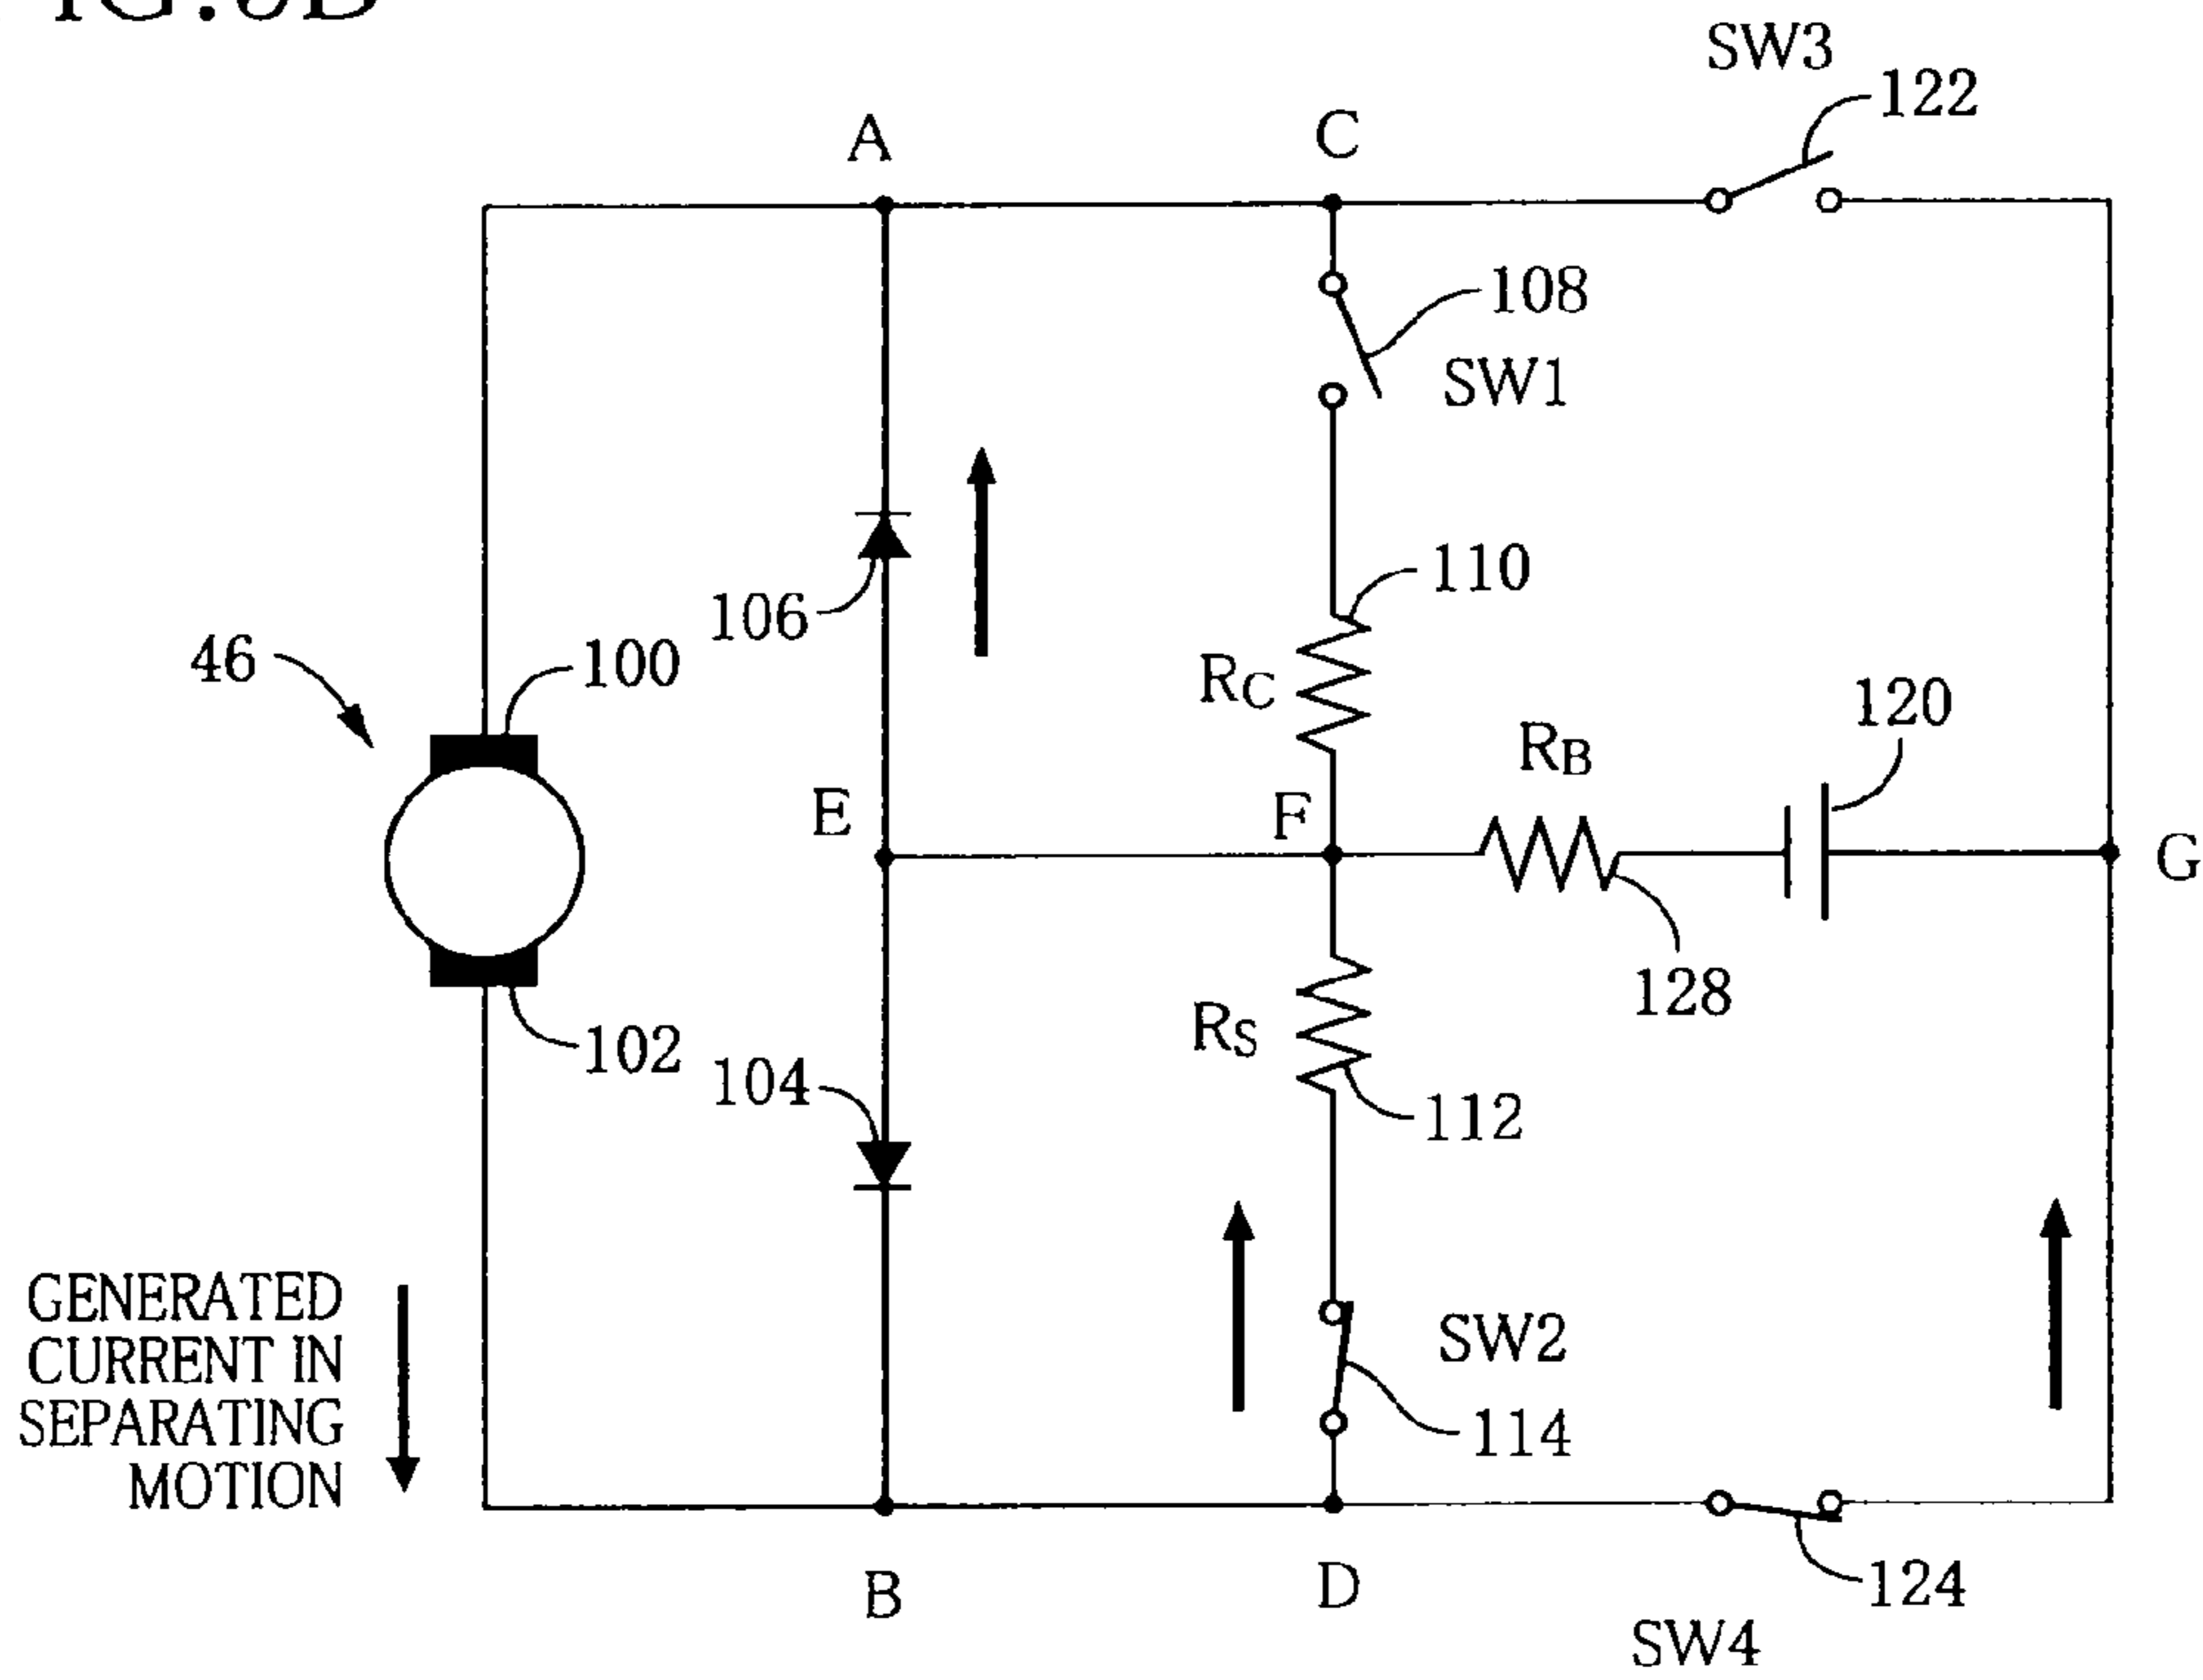 SW3
122
A
C
108
SW1
106
110
46
100
RC
120
RB
E
F
G
128
102
RS
104
112
GENERATED
CURRENT IN
SEPARATING
MOTION
SW2
114
B
D
124
SW4